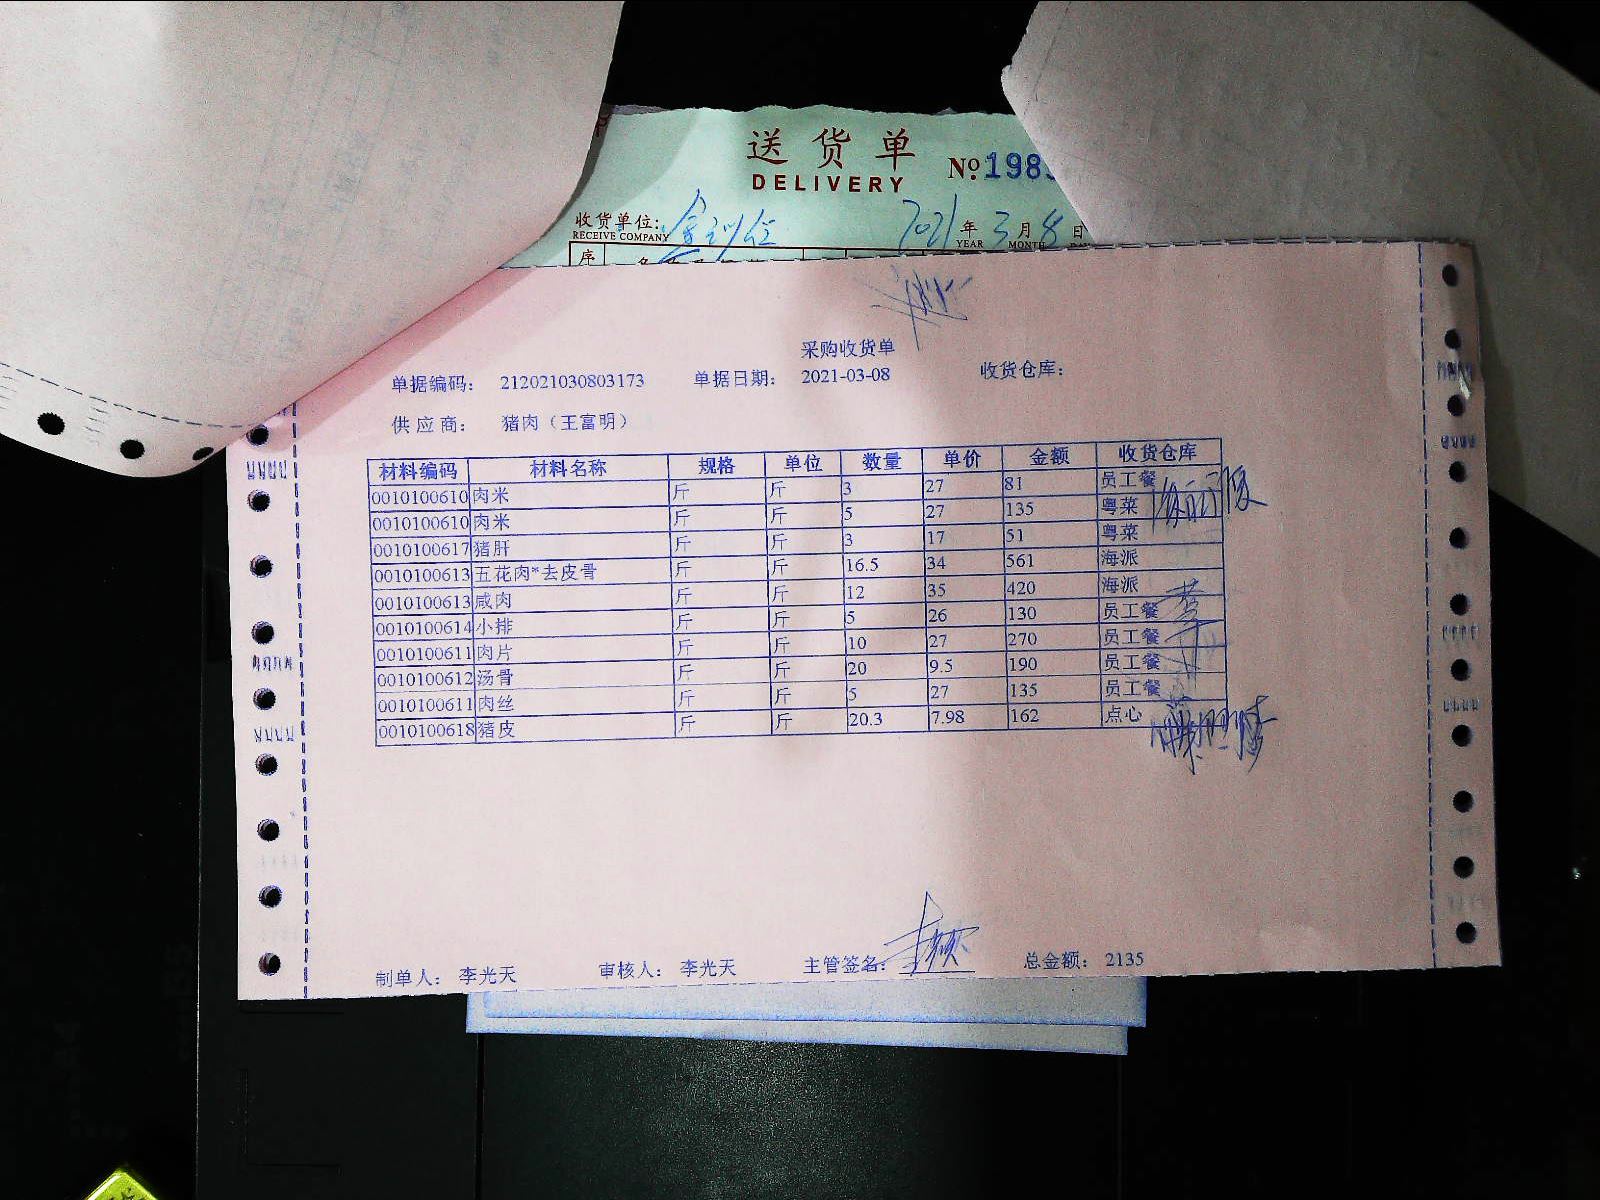 送货单
DELIVERY
№198
收货单位:
RECEIVE COMPANY
2021年3月8日
YEAR MONTH
序
采购收货单
单据编码: 212021030803173 单据日期: 2021-03-08 收货仓库:
供应商: 猪肉（王富明）
材料编码 材料名称 规格 单位 数量 单价 金额 收货仓库
0010100610 肉米 斤 斤 3 27 81 员工餐
0010100610 肉米 斤 斤 5 27 135 粤菜
0010100617 猪肝 斤 斤 3 17 51 粤菜
0010100613 五花肉*去皮骨 斤 斤 16.5 34 561 海派
0010100613 咸肉 斤 斤 12 35 420 海派
0010100614 小排 斤 斤 5 26 130 员工餐
0010100611 肉片 斤 斤 10 27 270 员工餐
0010100612 汤骨 斤 斤 20 9.5 190 员工餐
0010100611 肉丝 斤 斤 5 27 135 员工餐
0010100618 猪皮 斤 斤 20.3 7.98 162 点心
制单人: 李光天 审核人: 李光天 主管签名: 总金额: 2135